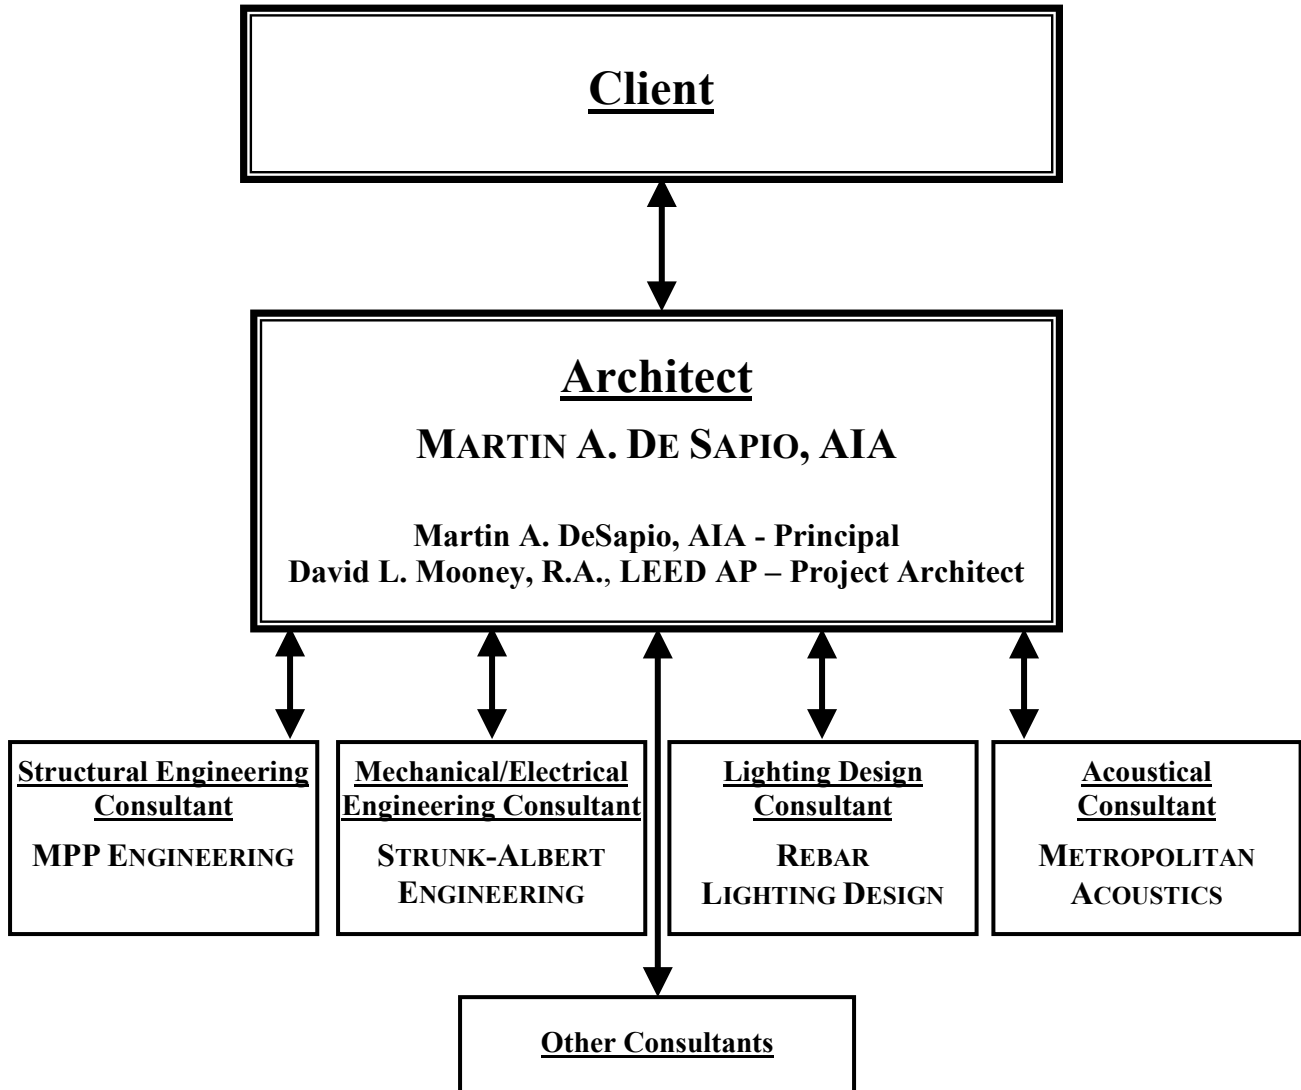 Client
Architect
MARTIN A. DE SAPIO, AIA
Martin A. DeSapio, AIA - Principal
David L. Mooney, R.A., LEED AP – Project Architect
Structural Engineering
Consultant
MPP ENGINEERING
Mechanical/Electrical
Engineering Consultant
STRUNK-ALBERT
ENGINEERING
Lighting Design
Consultant
REBAR
LIGHTING DESIGN
Acoustical
Consultant
METROPOLITAN
ACOUSTICS
Other Consultants